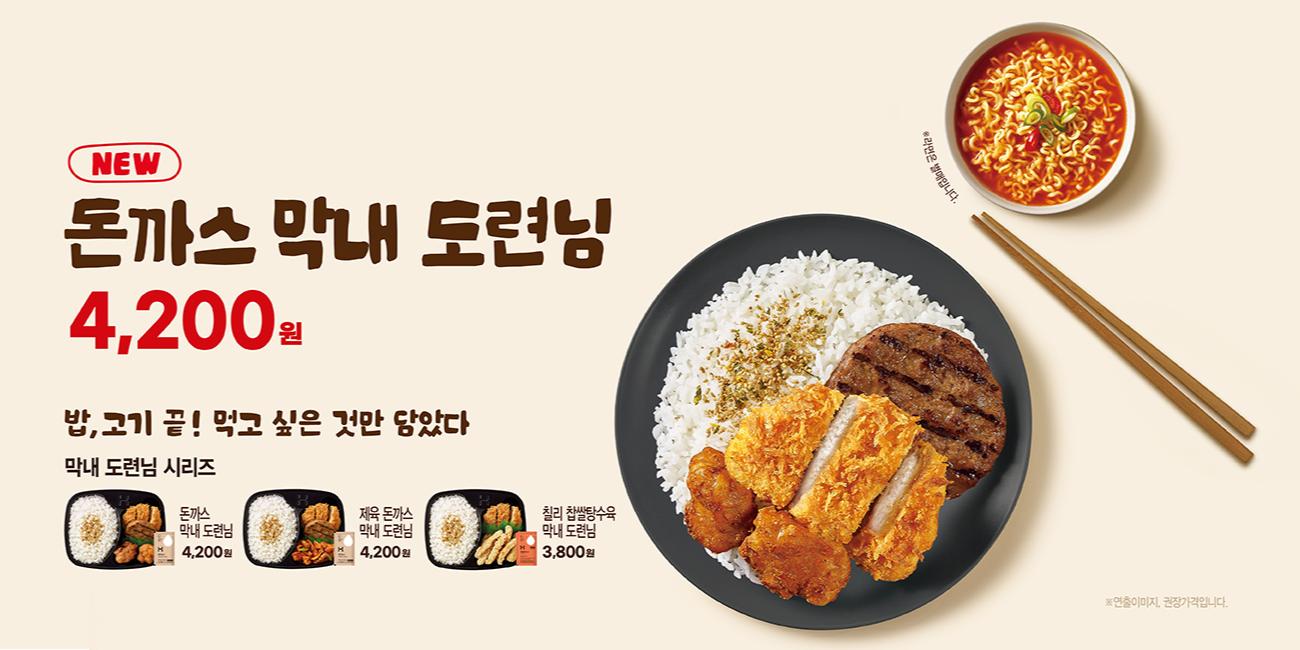 NEW
돈까스 막내 도련님
4,200원
밥,고기 끝! 먹고 싶은 것만 담았다
막내 도련님 시리즈
돈까스
막내 도련님
4,200원
제육 돈까스
막내 도련님
4,200원
칠리 찹쌀탕수육
막내 도련님
3,800원
※라면은 별매입니다.
※연출이미지, 권장가격입니다.